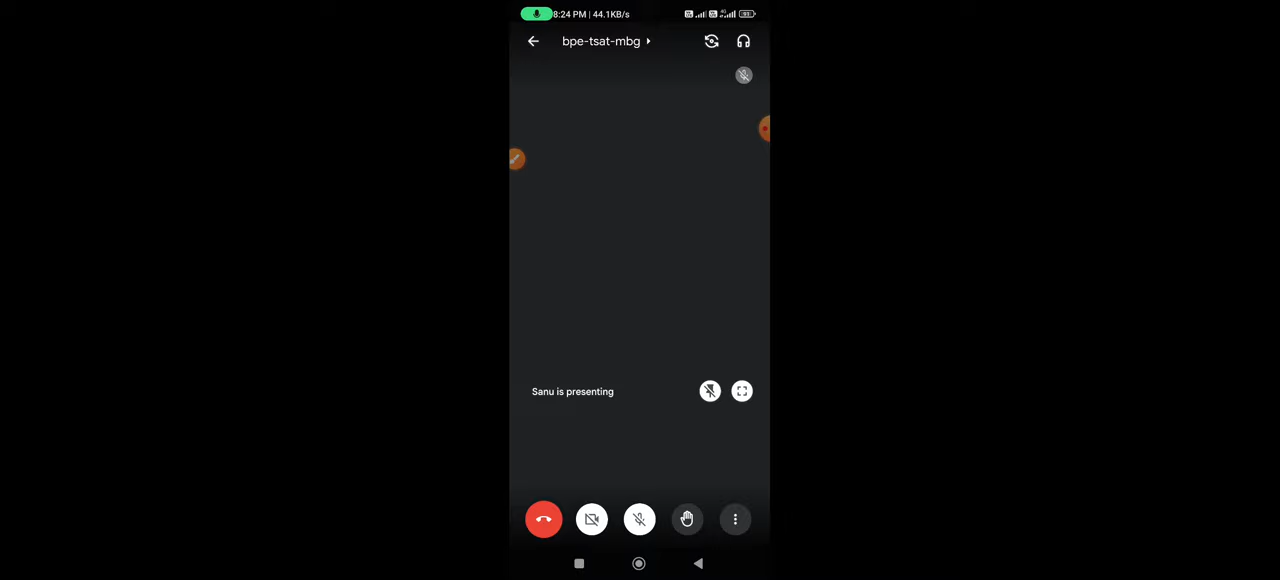 8:24 PM | 44.1KB/s
bpe-tsat-mbg
Sanu is presenting